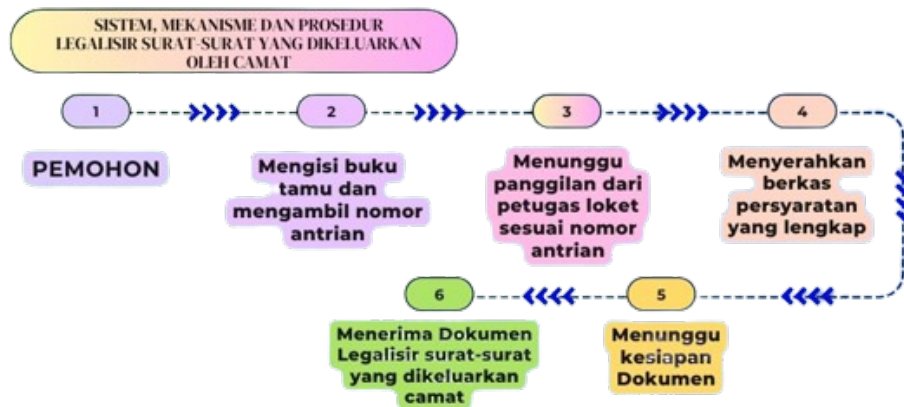 SISTEM, MEKANISME DAN PROSEDUR
LEGALISIR SURAT-SURAT YANG DIKELUARKAN
OLEH CAMAT
1
PEMOHON
2
Mengisi buku
tamu dan
mengambil nomor
antrian
3
Menunggu
panggilan dari
petugas loket
sesuai nomor
antrian
4
Menyerahkan
berkas
persyaratan
yang lengkap
5
Menunggu
kesiapan
Dokumen
6
Menerima Dokumen
Legalisir surat-surat
yang dikeluarkan
camat